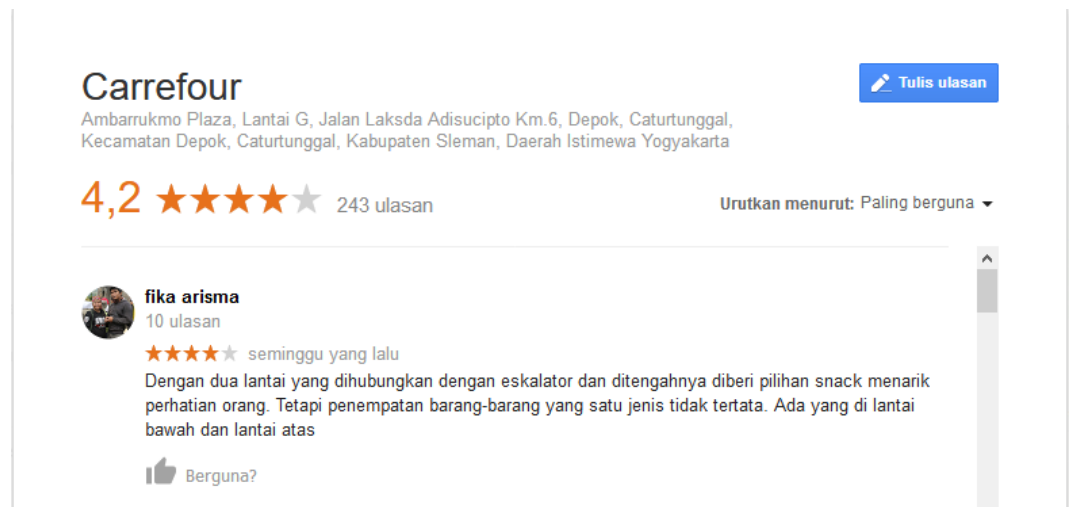 Carrefour
Tulis ulasan
Ambarrukmo Plaza, Lantai G, Jalan Laksda Adisucipto Km.6, Depok, Caturtunggal,
Kecamatan Depok, Caturtunggal, Kabupaten Sleman, Daerah Istimewa Yogyakarta
4,2 243 ulasan
Urutkan menurut: Paling berguna
fika arisma
10 ulasan
seminggu yang lalu
Dengan dua lantai yang dihubungkan dengan eskalator dan ditengahnya diberi pilihan snack menarik
perhatian orang. Tetapi penempatan barang-barang yang satu jenis tidak tertata. Ada yang di lantai
bawah dan lantai atas
Berguna?